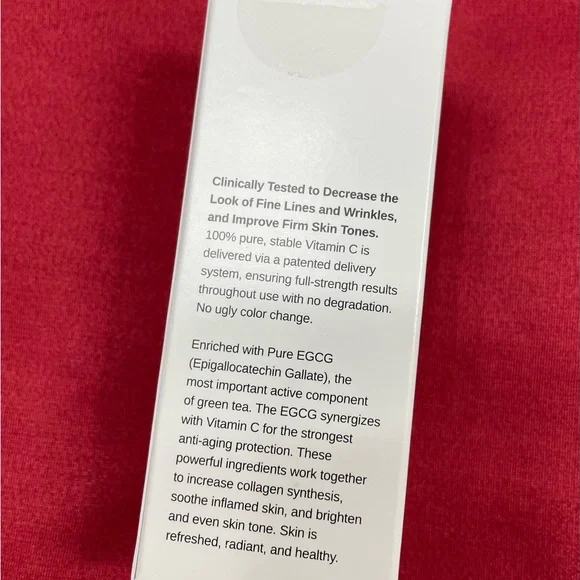 Clinically Tested to Decrease the
Look of Fine Lines and Wrinkles,
and Improve Firm Skin Tones.
100% pure, stable Vitamin C is
delivered via a patented delivery
system, ensuring full-strength results
throughout use with no degradation.
No ugly color change.
Enriched with Pure EGCG
(Epigallocatechin Gallate), the
most important active component
of green tea. The EGCG synergizes
with Vitamin C for the strongest
anti-aging protection. These
powerful ingredients work together
to increase collagen synthesis,
soothe inflamed skin, and brighten
and even skin tone. Skin is
refreshed, radiant, and healthy.